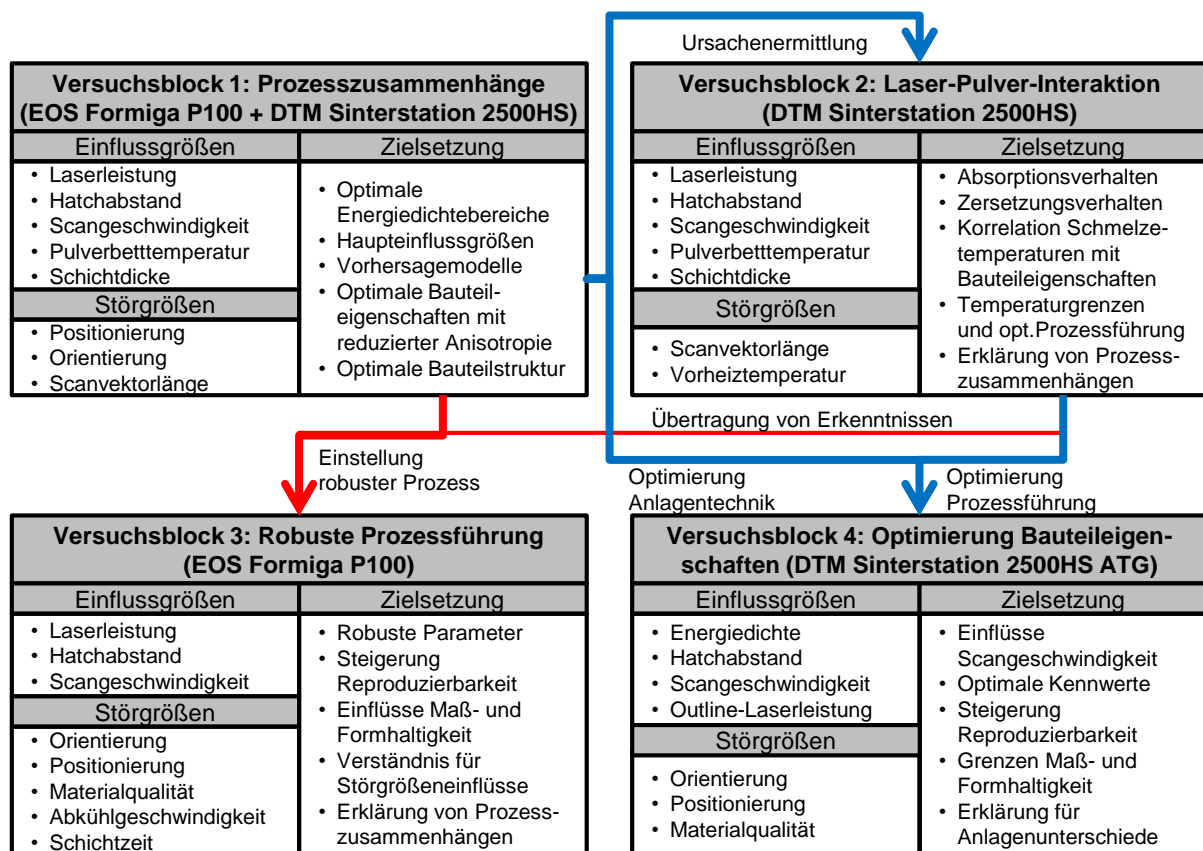 Ursachenermittlung
Versuchsblock 1: Prozesszusammenhänge
(EOS Formiga P100 + DTM Sinterstation 2500HS)
Einflussgrößen
• Laserleistung
• Hatchabstand
• Scangeschwindigkeit
• Pulverbetttemperatur
• Schichtdicke
Störgrößen
• Positionierung
• Orientierung
• Scanvektorlänge
Zielsetzung
• Optimale
Energiedichtebereiche
• Haupteinflussgrößen
• Vorhersagemodelle
• Optimale Bauteil-
eigenschaften mit
reduzierter Anisotropie
• Optimale Bauteilstruktur
Versuchsblock 2: Laser-Pulver-Interaktion
(DTM Sinterstation 2500HS)
Einflussgrößen
• Laserleistung
• Hatchabstand
• Scangeschwindigkeit
• Pulverbetttemperatur
• Schichtdicke
Störgrößen
• Scanvektorlänge
• Vorheiztemperatur
Zielsetzung
• Absorptionsverhalten
• Zersetzungsverhalten
• Korrelation Schmelze-
temperaturen mit
Bauteileigenschaften
• Temperaturgrenzen
und opt.Prozessführung
• Erklärung von Prozess-
zusammenhängen
Übertragung von Erkenntnissen
Einstellung
robuster Prozess
Optimierung
Anlagentechnik
Optimierung
Prozessführung
Versuchsblock 3: Robuste Prozessführung
(EOS Formiga P100)
Einflussgrößen
• Laserleistung
• Hatchabstand
• Scangeschwindigkeit
Störgrößen
• Orientierung
• Positionierung
• Materialqualität
• Abkühlgeschwindigkeit
• Schichtzeit
Zielsetzung
• Robuste Parameter
• Steigerung
Reproduzierbarkeit
• Einflüsse Maß- und
Formhaltigkeit
• Verständnis für
Störgrößeneinflüsse
• Erklärung von Prozess-
zusammenhängen
Versuchsblock 4: Optimierung Bauteileigen-
schaften (DTM Sinterstation 2500HS ATG)
Einflussgrößen
• Energiedichte
• Hatchabstand
• Scangeschwindigkeit
• Outline-Laserleistung
Störgrößen
• Orientierung
• Positionierung
• Materialqualität
Zielsetzung
• Einflüsse
Scangeschwindigkeit
• Optimale Kennwerte
• Steigerung
Reproduzierbarkeit
• Grenzen Maß- und
Formhaltigkeit
• Erklärung für
Anlagenunterschiede